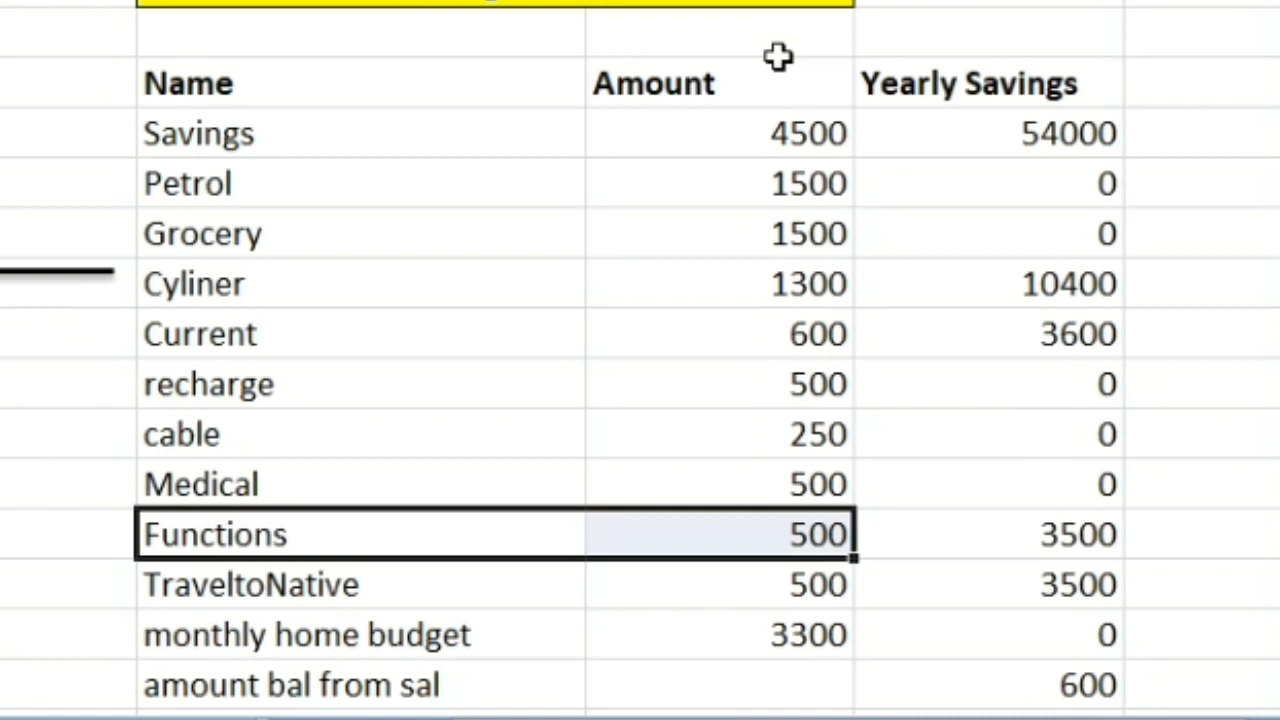 Name Amount Yearly Savings
Savings 4500 54000
Petrol 1500 0
Grocery 1500 0
Cyliner 1300 10400
Current 600 3600
recharge 500 0
cable 250 0
Medical 500 0
Functions 500 3500
TraveltoNative 500 3500
monthly home budget 3300 0
amount bal from sal 600